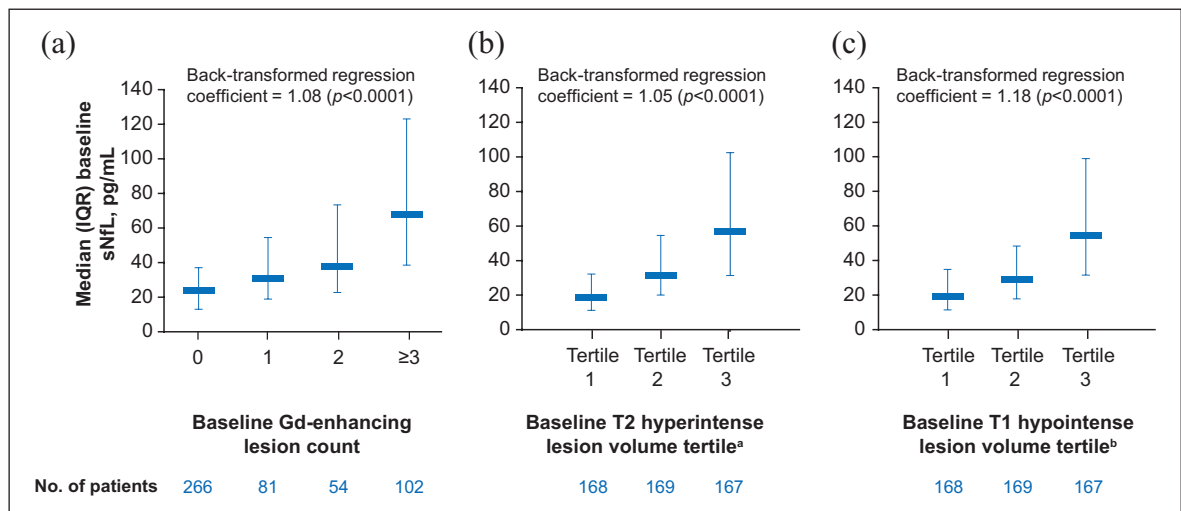 (a)
Back-transformed regression
coefficient = 1.08 (p<0.0001)
Median (IQR) baseline
sNfL, pg/mL
140
120
100
80
60
40
20
0
0 1 2 ≥3
Baseline Gd-enhancing
lesion count
(b)
Back-transformed regression
coefficient = 1.05 (p<0.0001)
140
120
100
80
60
40
20
0
Tertile Tertile Tertile
1 2 3
Baseline T2 hyperintense
lesion volume tertileᵃ
(c)
Back-transformed regression
coefficient = 1.18 (p<0.0001)
140
120
100
80
60
40
20
0
Tertile Tertile Tertile
1 2 3
Baseline T1 hypointense
lesion volume tertileᵇ
No. of patients 266 81 54 102 168 169 167 168 169 167